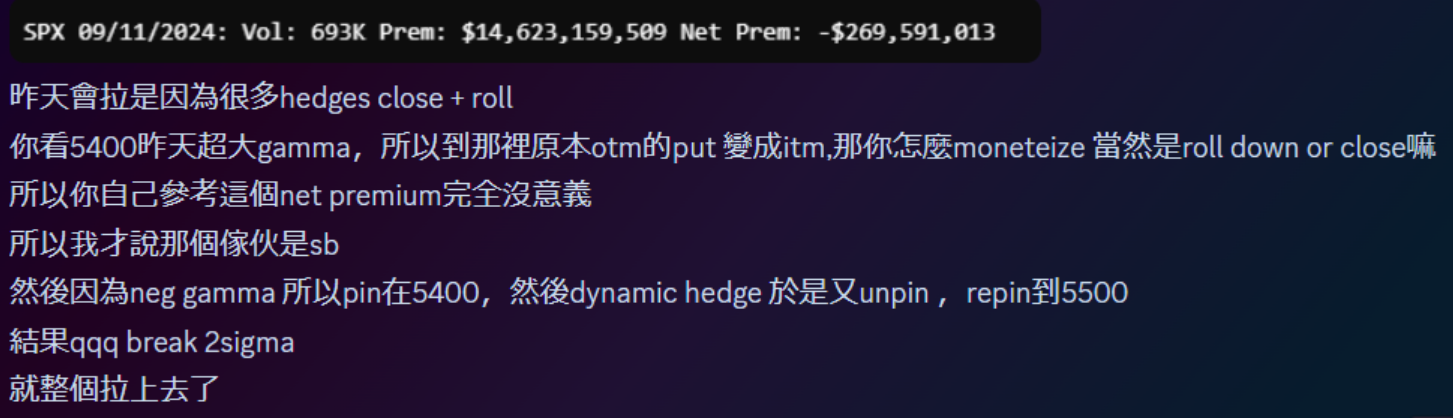 SPX 09/11/2024: Vol: 693K Prem: $14,623,159,509 Net Prem: -$269,591,013
昨天會拉是因為很多hedges close + roll
你看5400昨天超大gamma，所以到那裡原本otm的put 變成itm,那你怎麼moneteize 當然是roll down or close嘛
所以你自己參考這個net premium完全沒意義
所以我才說那個傢伙是sb
然後因為neg gamma 所以pin在5400，然後dynamic hedge 於是又unpin ，repin到5500
結果qqq break 2sigma
就整個拉上去了